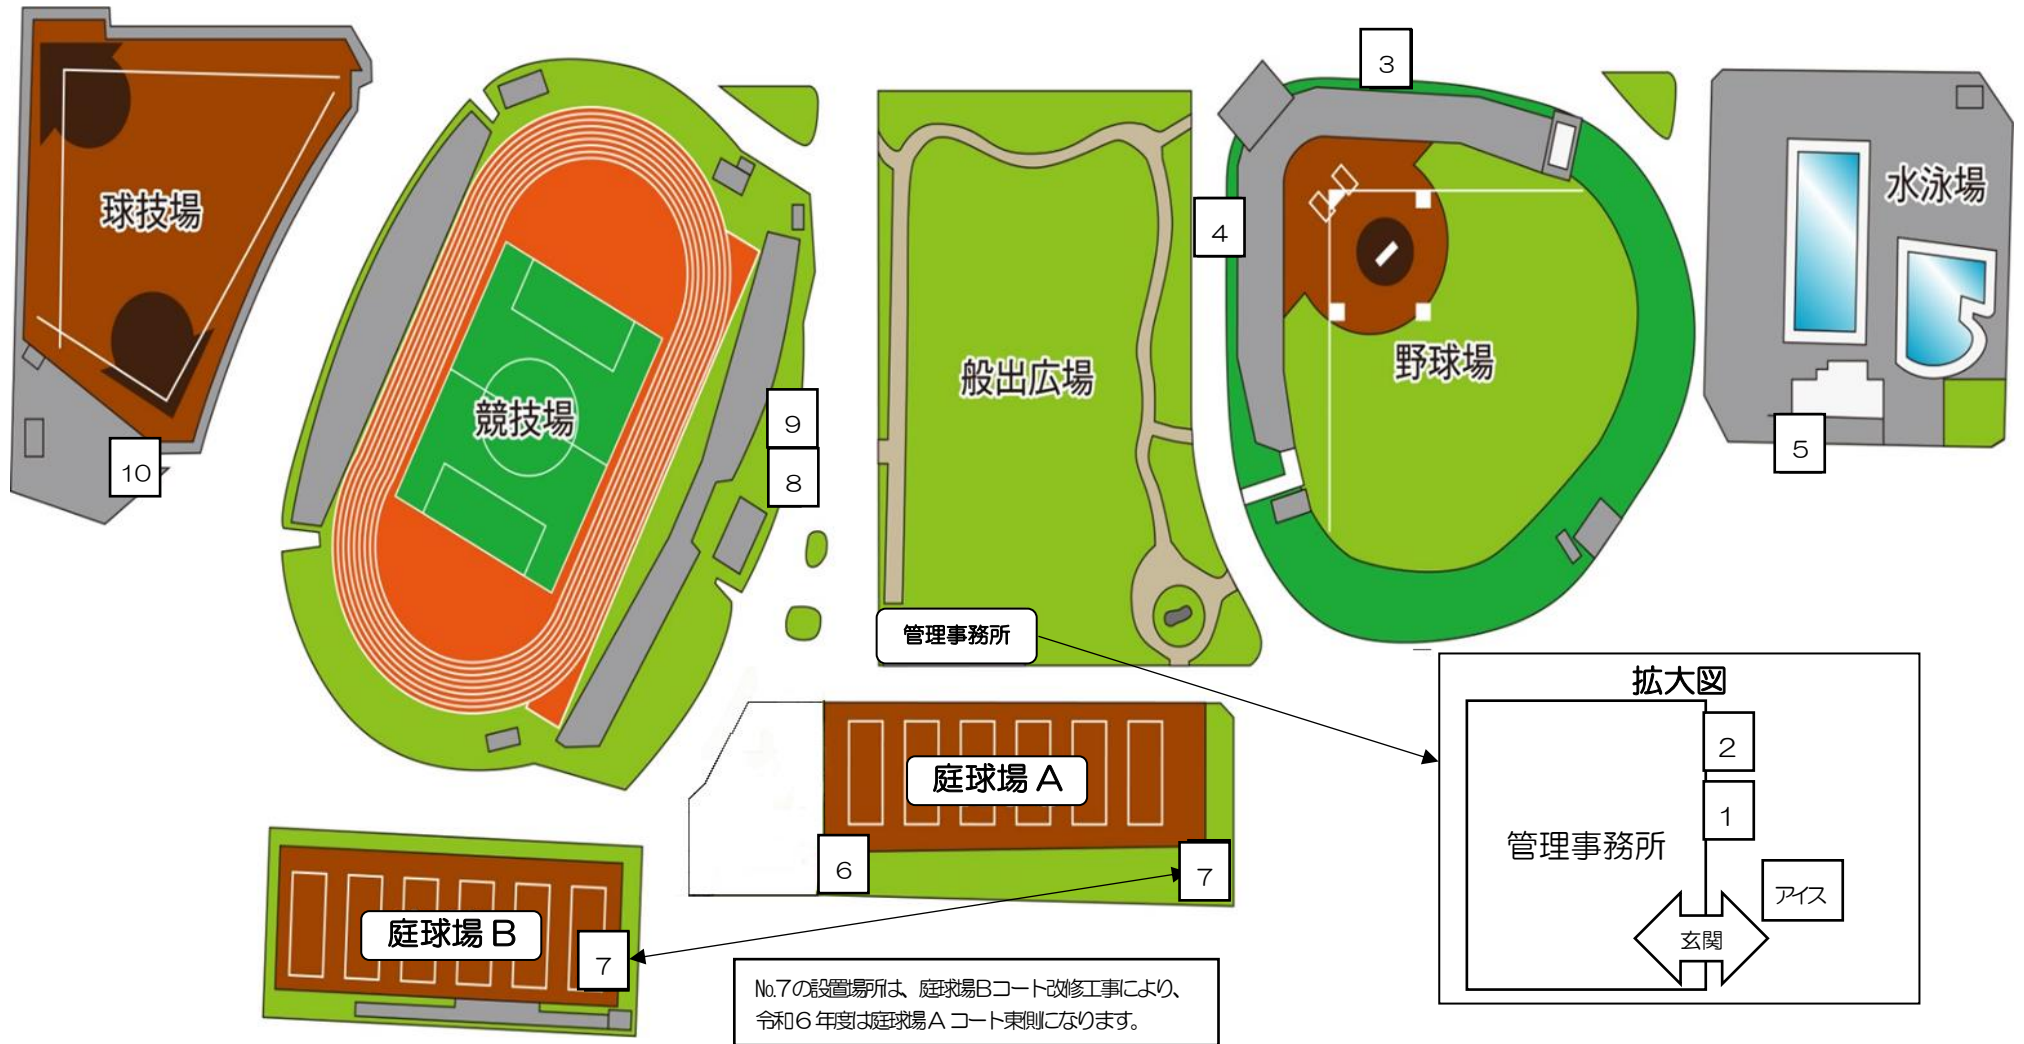 3
球技場
水泳場
4
般出広場
野球場
競技場
9
10
8
5
管理事務所
拡大図
2
庭球場 A
1
管理事務所
6
7
アイス
庭球場 B
7
玄関
No.7の設置場所は、庭球場Bコート改修工事により、
令和6年度は庭球場Aコート東側になります。